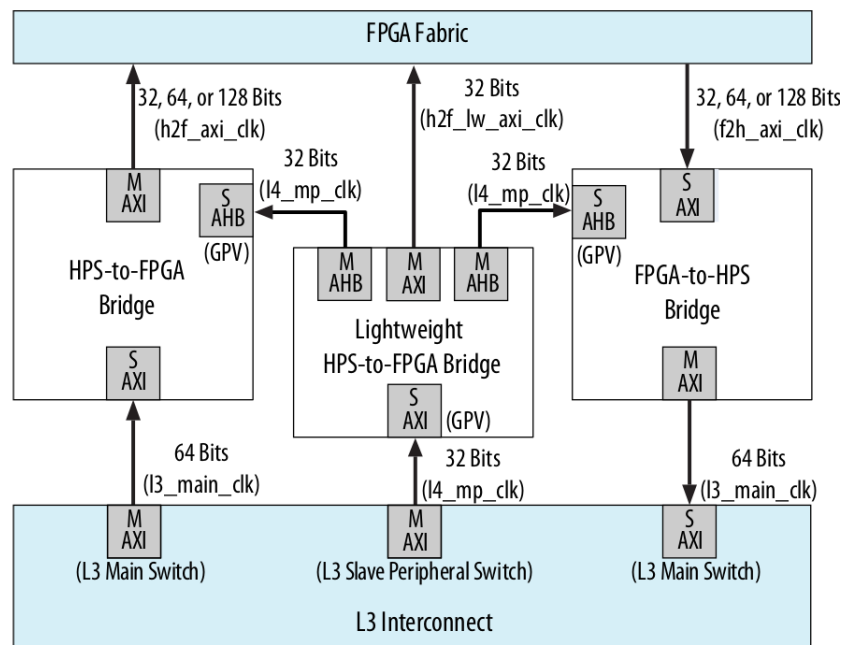 FPGA Fabric
32, 64, or 128 Bits
(h2f_axi_clk)
32 Bits
(h2f_lw_axi_clk)
32, 64, or 128 Bits
(f2h_axi_clk)
M
AXI
S
AHB
(GPV)
32 Bits
(l4_mp_clk)
32 Bits
(l4_mp_clk)
S
AHB
(GPV)
S
AXI
HPS-to-FPGA
Bridge
M
AHB
M
AXI
M
AHB
FPGA-to-HPS
Bridge
Lightweight
HPS-to-FPGA Bridge
S
AXI
S
AXI
(GPV)
M
AXI
64 Bits
(l3_main_clk)
32 Bits
(l4_mp_clk)
64 Bits
(l3_main_clk)
M
AXI
(L3 Main Switch)
M
AXI
(L3 Slave Peripheral Switch)
S
AXI
(L3 Main Switch)
L3 Interconnect